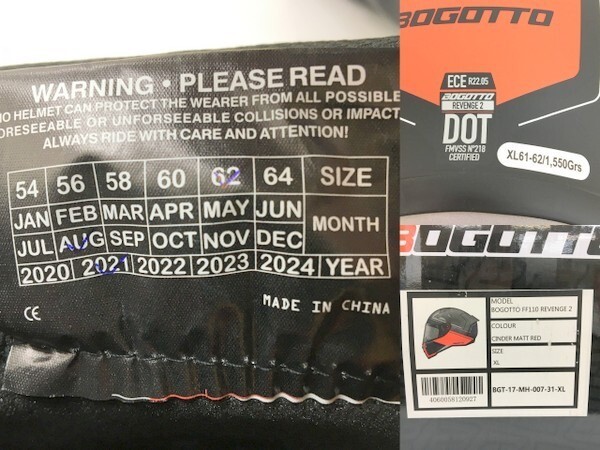 WARNING • PLEASE READ
NO HELMET CAN PROTECT THE WEARER FROM ALL POSSIBLE
FORESEEABLE OR UNFORSEEABLE COLLISIONS OR IMPACT
ALWAYS RIDE WITH CARE AND ATTENTION!
54 56 58 60 62 64 SIZE
JAN FEB MAR APR MAY JUN MONTH
JUL AUG SEP OCT NOV DEC
2020 2021 2022 2023 2024 YEAR
CE
MADE IN CHINA
BOGOTTO
ECE R22.05
BOGOTTO
REVENGE 2
DOT
FMVSS Nº218
CERTIFIED
XL61-62/1,550Grs
BOGOTTO
MODEL
BOGOTTO FF110 REVENGE 2
COLOUR
CINDER MATT RED
SIZE
XL
BGT-17-MH-007-31-XL
4060058120927